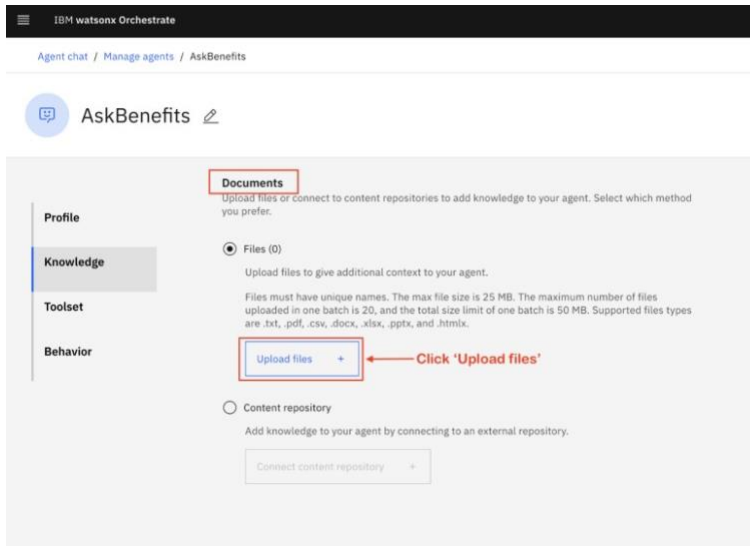 IBM watsonx Orchestrate
Agent chat / Manage agents / AskBenefits
AskBenefits
Profile
Knowledge
Toolset
Behavior
Documents
Upload files or connect to content repositories to add knowledge to your agent. Select which method
you prefer.
Files (0)
Upload files to give additional context to your agent.
Files must have unique names. The max file size is 25 MB. The maximum number of files
uploaded in one batch is 20, and the total size limit of one batch is 50 MB. Supported files types
are .txt, .pdf, .csv, .docx, .xlsx, .pptx, and .htmlx.
Upload files +
Click ‘Upload files’
Content repository
Add knowledge to your agent by connecting to an external repository.
Connect content repository +